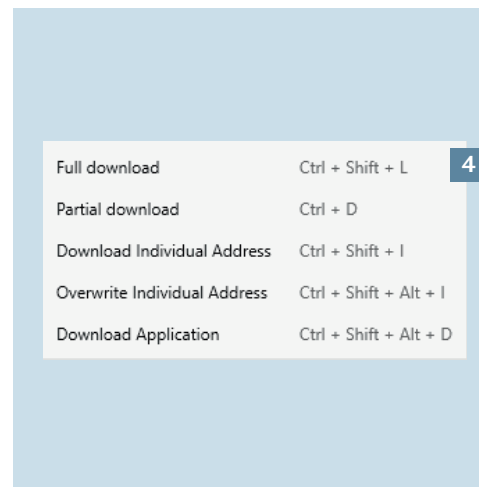 Full download Ctrl + Shift + L 4
Partial download Ctrl + D
Download Individual Address Ctrl + Shift + I
Overwrite Individual Address Ctrl + Shift + Alt + I
Download Application Ctrl + Shift + Alt + D